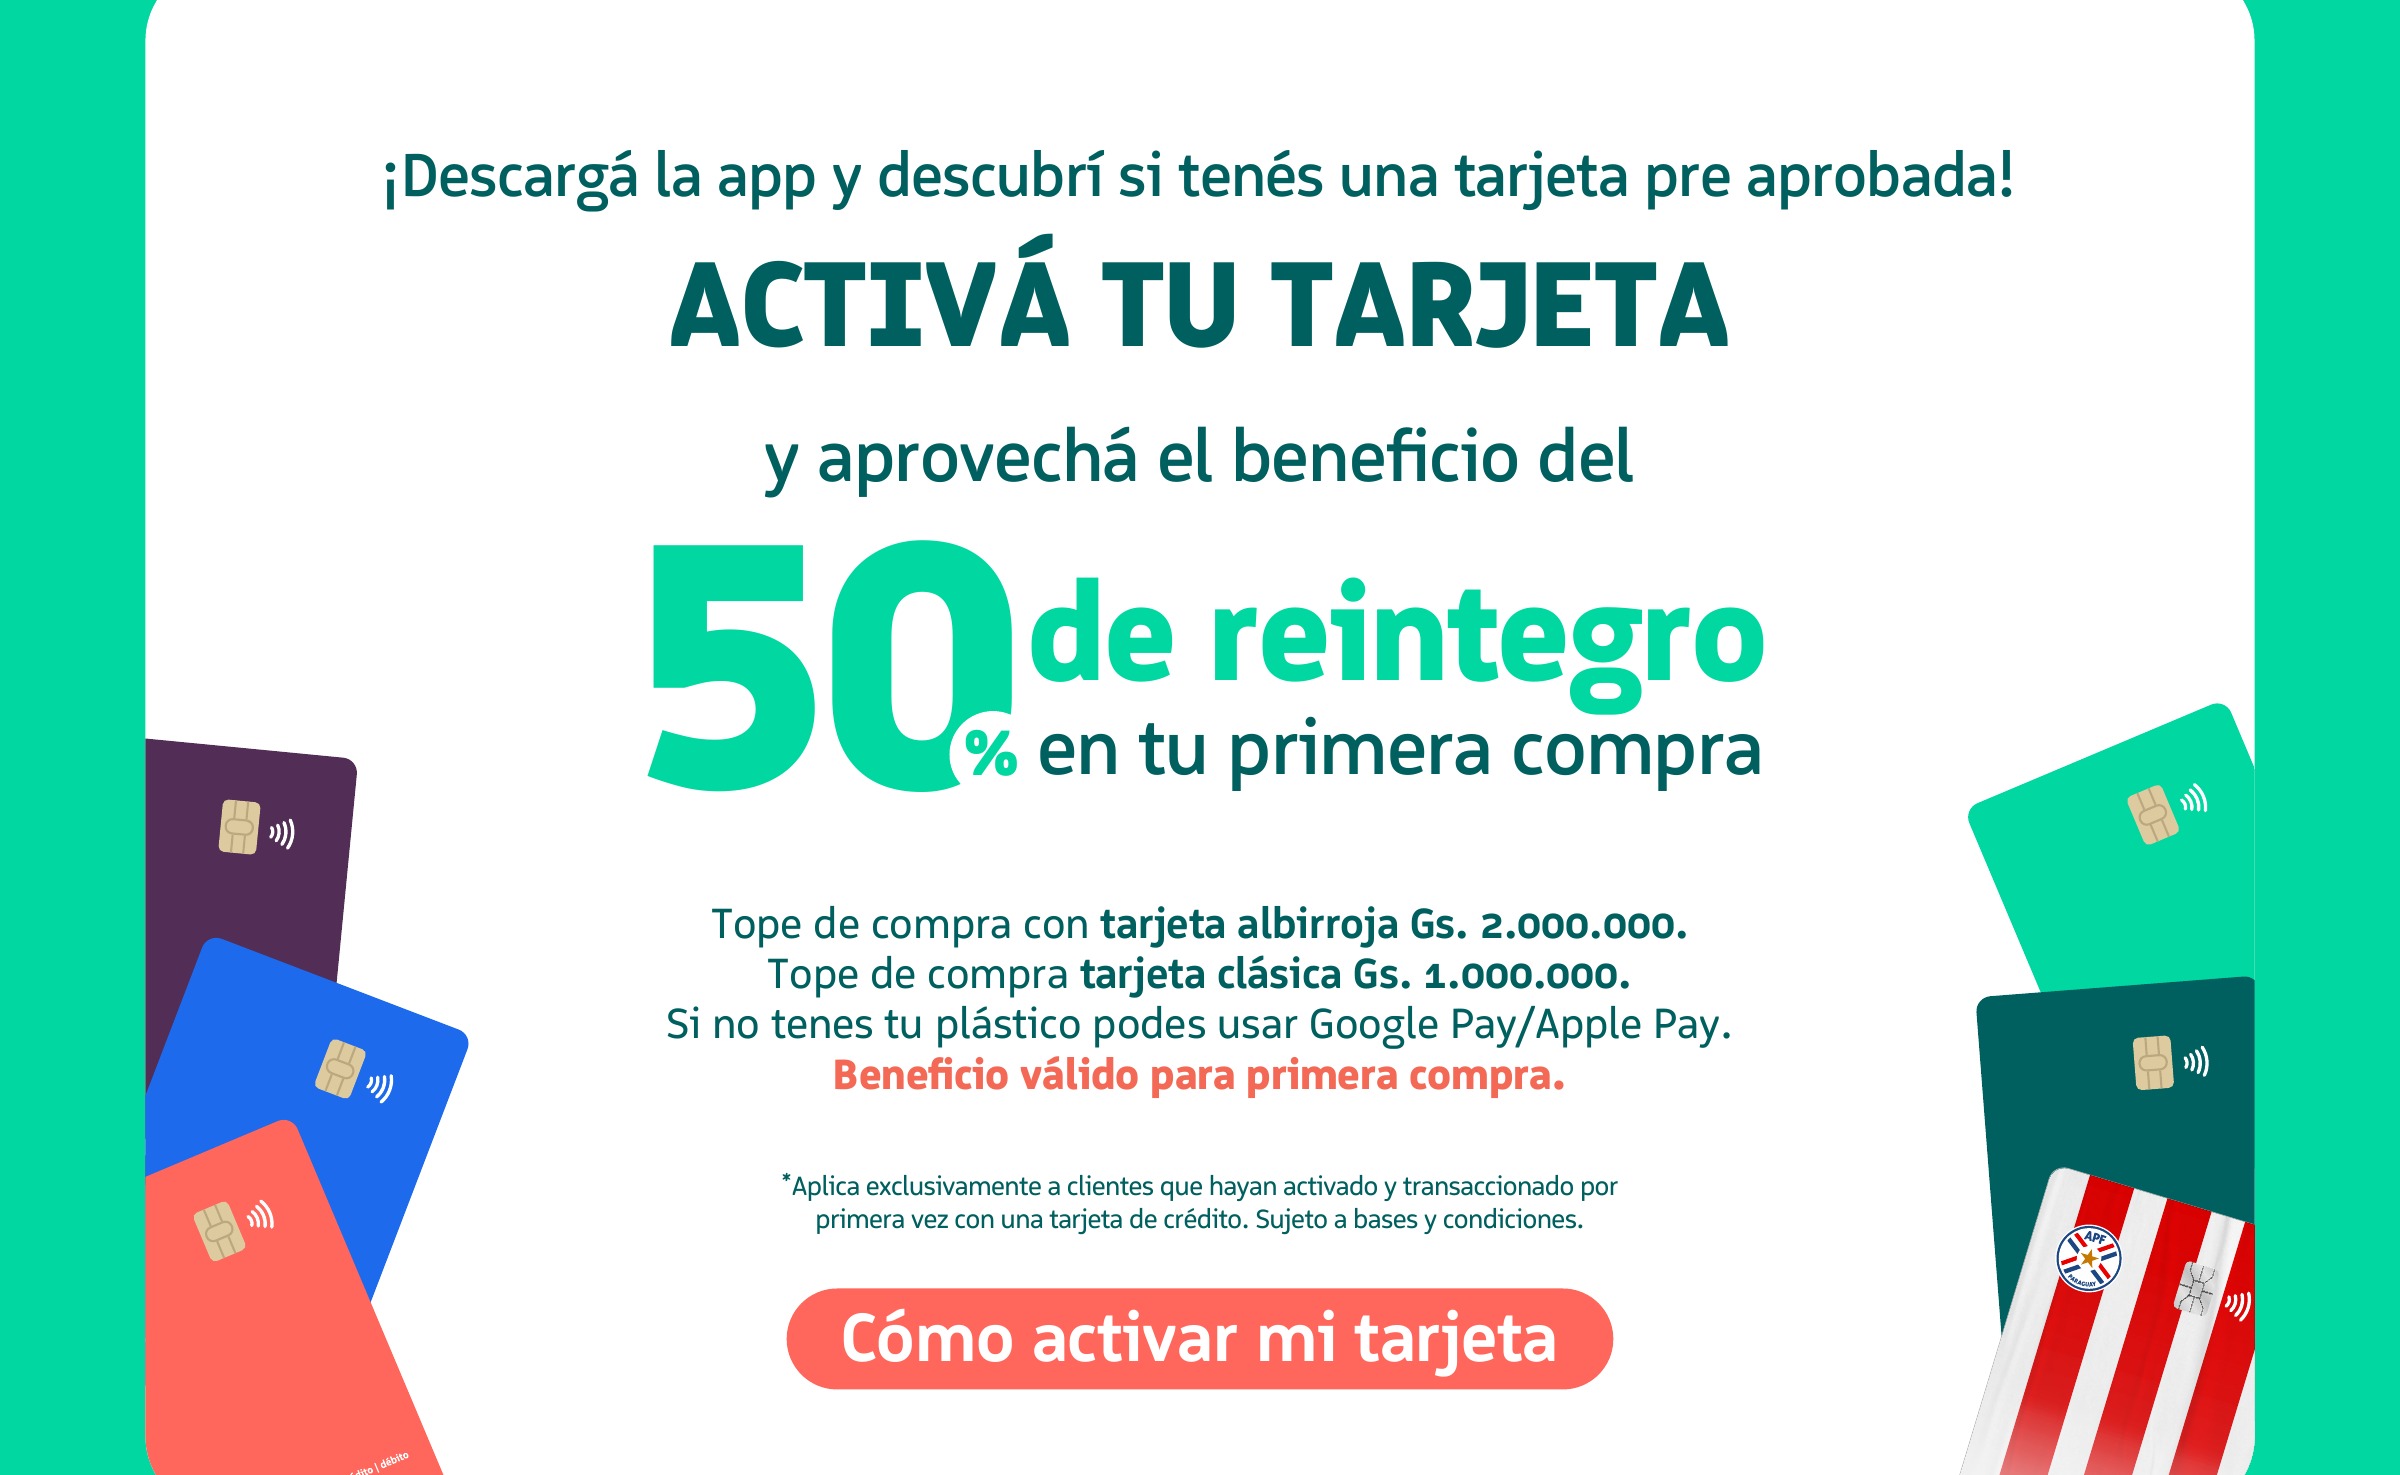 ¡Descargá la app y descubrí si tenés una tarjeta pre aprobada!
ACTIVÁ TU TARJETA
y aprovechá el beneficio del
50% de reintegro
en tu primera compra
Tope de compra con tarjeta albirroja Gs. 2.000.000.
Tope de compra tarjeta clásica Gs. 1.000.000.
Si no tenes tu plástico podes usar Google Pay/Apple Pay.
Beneficio válido para primera compra.
*Aplica exclusivamente a clientes que hayan activado y transaccionado por
primera vez con una tarjeta de crédito. Sujeto a bases y condiciones.
Cómo activar mi tarjeta
| débito
APF
PARAGUAY